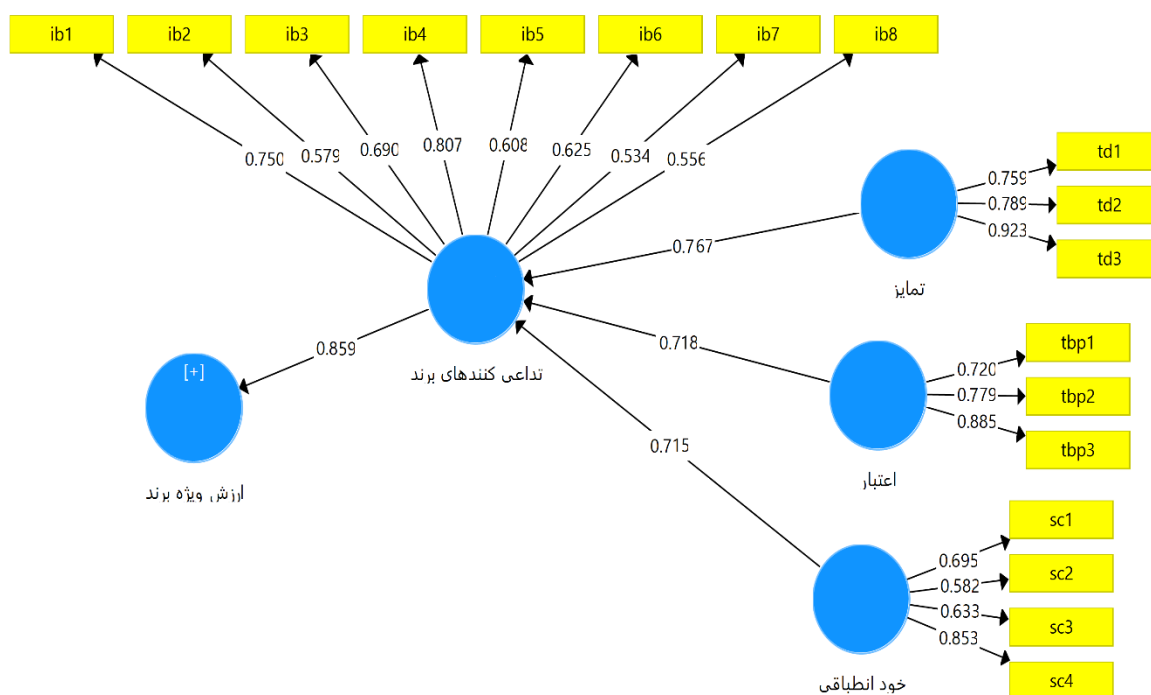 ib1 ib2 ib3 ib4 ib5 ib6 ib7 ib8
0.750 0.579 0.690 0.807 0.608 0.625 0.534 0.556
td1
0.759
td2
0.789
td3
0.923
تمایز
0.767
تداعی کنندهای برند
0.859
[+]
ارزش ویژه برند
0.718
tbp1
0.720
tbp2
0.779
tbp3
0.885
اعتبار
0.715
sc1
0.695
sc2
0.582
sc3
0.633
sc4
0.853
خود انطباقی